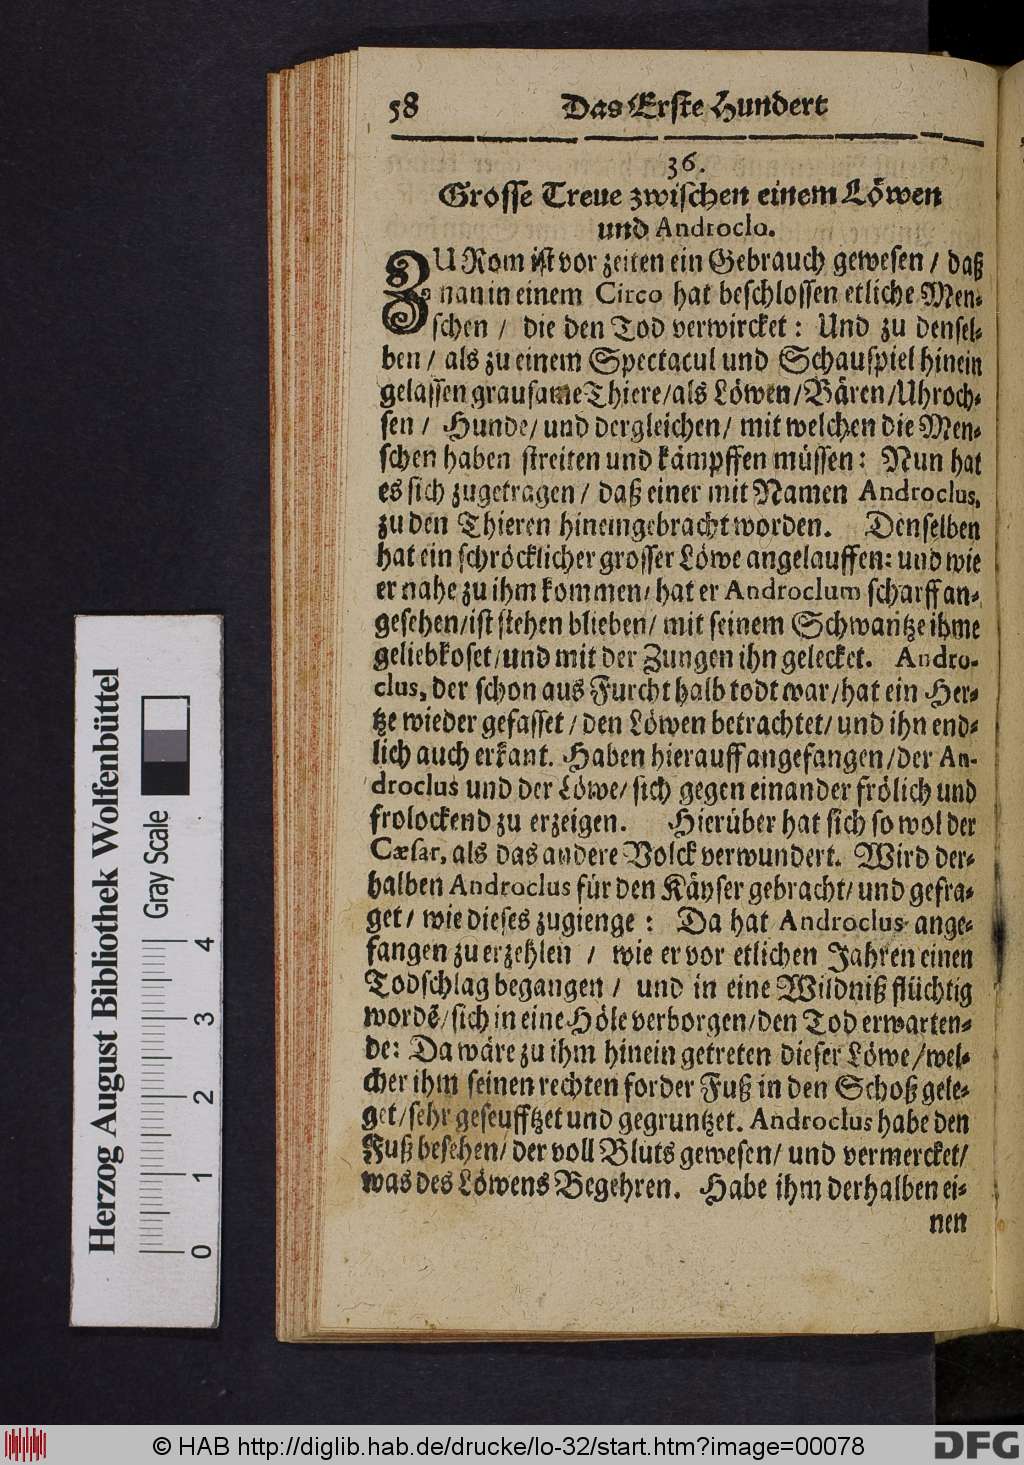 58 Das Erste Hundert
36.
Grosse Treue zwischen einem Löwen
und Androclo.
ZU Rom ist vor zeiten ein Gebrauch gewesen / daß
man in einem Circo hat beschlossen etliche Men-
schen / die den Tod verwircket: Und zu densel-
ben / als zu einem Spectacul und Schauspiel hinein
gelassen grausame Thiere/als Löwen/Bären/Uhroch-
sen / Hunde/ und dergleichen/ mit welchen die Men-
schen haben streiten und kämpffen müssen: Nun hat
es sich zugetragen / daß einer mit Namen Androclus,
zu den Thieren hineingebracht worden. Denselben
hat ein schröcklicher grosser Löwe angelauffen: und wie
er nahe zu ihm kommen/ hat er Androclum scharff an-
gesehen/ist stehen blieben/ mit seinem Schwantze ihme
geliebkoset/und mit der Zungen ihn gelecket. Andro-
clus, der schon aus Furcht halb todt war/hat ein Her-
tze wieder gefasset / den Löwen betrachtet/ und ihn end-
lich auch erkant. Haben hierauff angefangen/der An-
droclus und der Löwe/ sich gegen einander frölich und
frolockend zu erzeigen. Hierüber hat sich so wol der
Cæsar, als das andere Volck verwundert. Wird der-
halben Androclus für den Käyser gebracht/ und gefra-
get/ wie dieses zugienge: Da hat Androclus ange-
fangen zu erzehlen / wie er vor etlichen Jahren einen
Todschlag begangen / und in eine Wildniß flüchtig
wordē/sich in eine Höle verborgen/den Tod erwarten-
de: Da wäre zu ihm hinein getreten dieser Löwe/wel-
cher ihm seinen rechten forder Fuß in den Schoß gele-
get/sehr geseufftzet und gegruntzet. Androclus habe den
Fuß besehen/ der voll Bluts gewesen/ und vermercket/
was des Löwens Begehren. Habe ihm derhalben ei-
nen
Herzog August Bibliothek Wolfenbüttel
Gray Scale
0 1 2 3 4
© HAB http://diglib.hab.de/drucke/lo-32/start.htm?image=00078
DFG